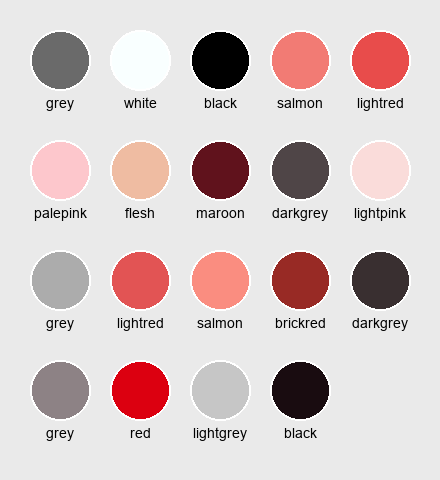 grey white black salmon lightred
palepink flesh maroon darkgrey lightpink
grey lightred salmon brickred darkgrey
grey red lightgrey black